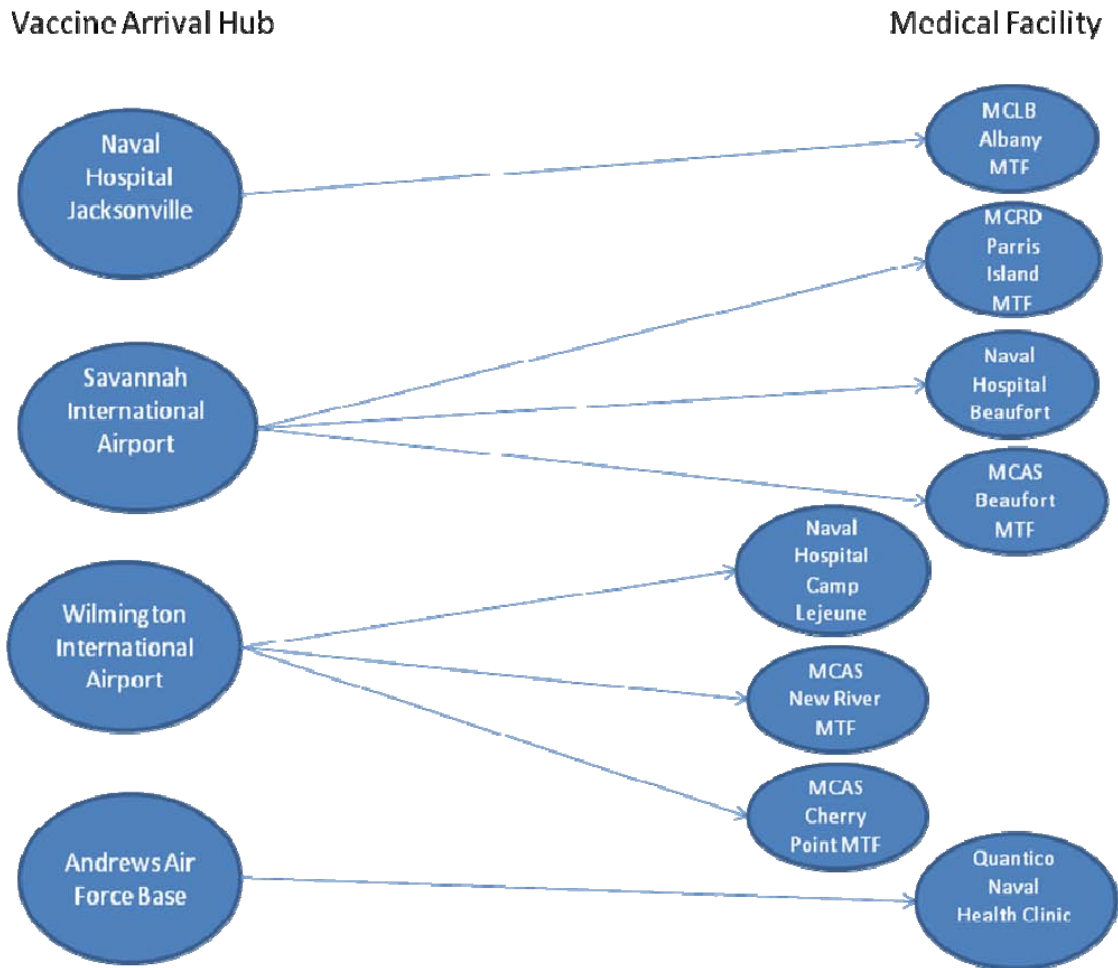 Vaccine Arrival Hub
Medical Facility
Naval
Hospital
Jacksonville
MCLB
Albany
MTF
MCRD
Parris
Island
MTF
Savannah
International
Airport
Naval
Hospital
Beaufort
MCAS
Beaufort
MTF
Wilmington
International
Airport
Naval
Hospital
Camp
Lejeune
MCAS
New River
MTF
MCAS
Cherry
Point MTF
Andrews Air
Force Base
Quantico
Naval
Health Clinic